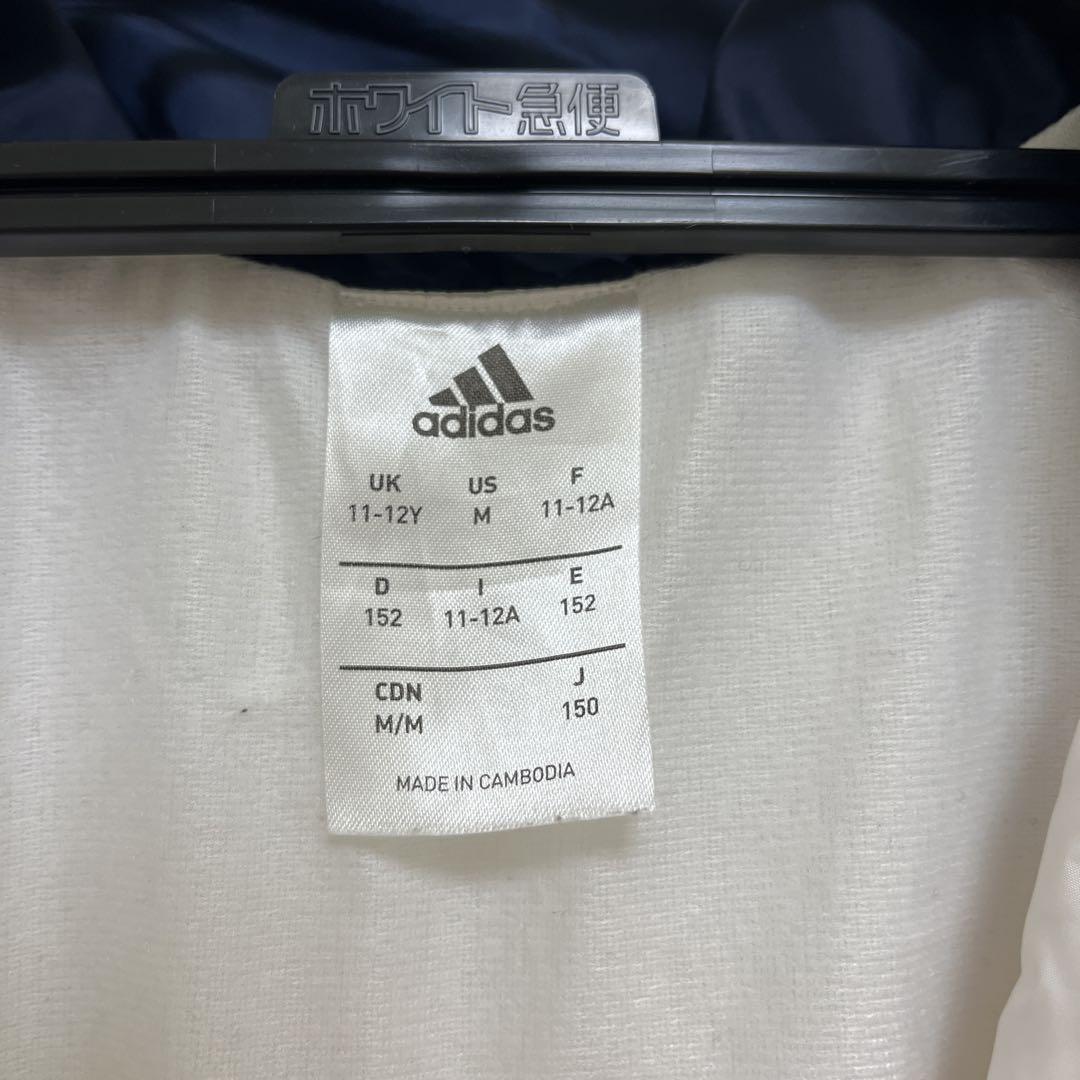 ホワイト急便
adidas
UK US F
11-12Y M 11-12A
D I E
152 11-12A 152
CDN J
M/M 150
MADE IN CAMBODIA